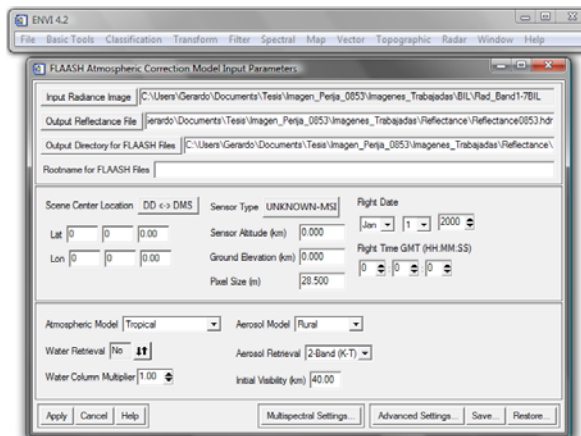 ENVI 4.2
File Basic Tools Classification Transform Filter Spectral Map Vector Topographic Radar Window Help
FLAASH Atmospheric Correction Model Input Parameters
Input Radiance Image C:\Users\Gerardo\Documents\Tesis\Imagen_Perija_0853\Imagenes_Trabajadas\BIL\Rad_Band1-7BIL
Output Reflectance File erardo\Documents\Tesis\Imagen_Perija_0853\Imagenes_Trabajadas\Reflectance\Reflectance0853.hdr
Output Directory for FLAASH Files C:\Users\Gerardo\Documents\Tesis\Imagen_Perija_0853\Imagenes_Trabajadas\Reflectance\
Rootname for FLAASH Files
Scene Center Location DD <-> DMS
Lat 0 0 0.00
Lon 0 0 0.00
Sensor Type UNKNOWN-MSI
Sensor Altitude (km) 0.000
Ground Elevation (km) 0.000
Pixel Size (m) 28.500
Flight Date
Jan 1 2000
Flight Time GMT (HH:MM:SS)
0 : 0 : 0
Atmospheric Model Tropical
Water Retrieval No
Water Column Multiplier 1.00
Aerosol Model Rural
Aerosol Retrieval 2-Band (K-T)
Initial Visibility (km) 40.00
Apply Cancel Help Multispectral Settings... Advanced Settings... Save... Restore...